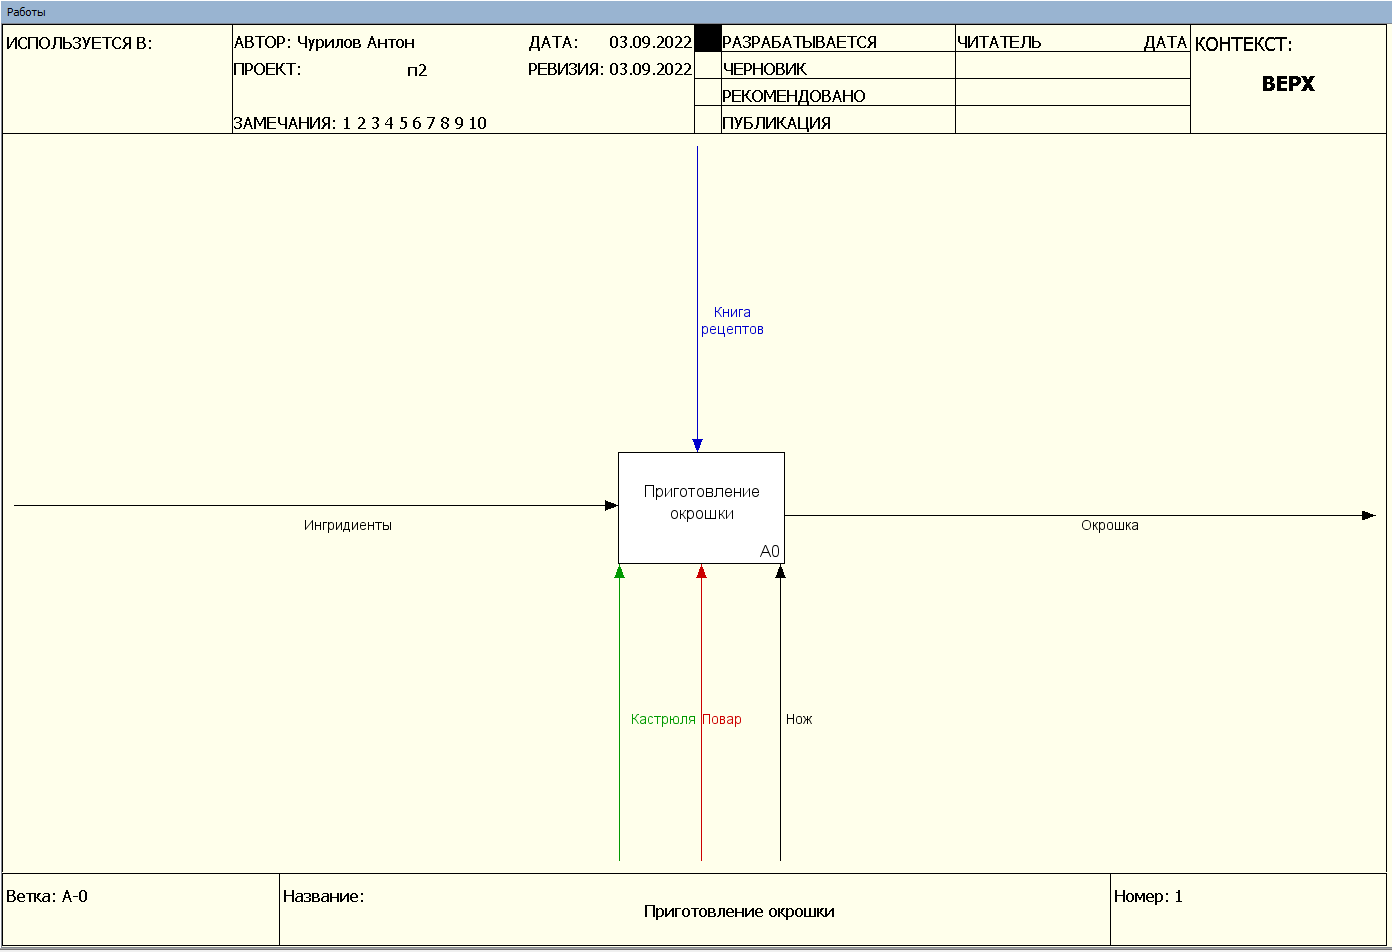 Работы
ИСПОЛЬЗУЕТСЯ В:
АВТОР: Чурилов Антон
ДАТА: 03.09.2022
ПРОЕКТ: п2
РЕВИЗИЯ: 03.09.2022
ЗАМЕЧАНИЯ: 1 2 3 4 5 6 7 8 9 10
РАЗРАБАТЫВАЕТСЯ
ЧЕРНОВИК
РЕКОМЕНДОВАНО
ПУБЛИКАЦИЯ
ЧИТАТЕЛЬ
ДАТА
КОНТЕКСТ:
ВЕРХ
Книга
рецептов
Ингридиенты
Приготовление
окрошки
A0
Окрошка
Кастрюля
Повар
Нож
Ветка: A-0
Название:
Приготовление окрошки
Номер: 1